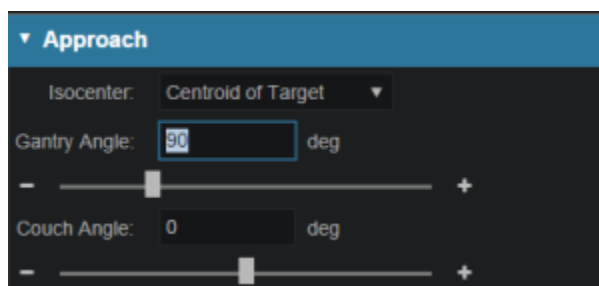 ▼ Approach
Isocenter: Centroid of Target ▼
Gantry Angle: 90 deg
− +
Couch Angle: 0 deg
− +